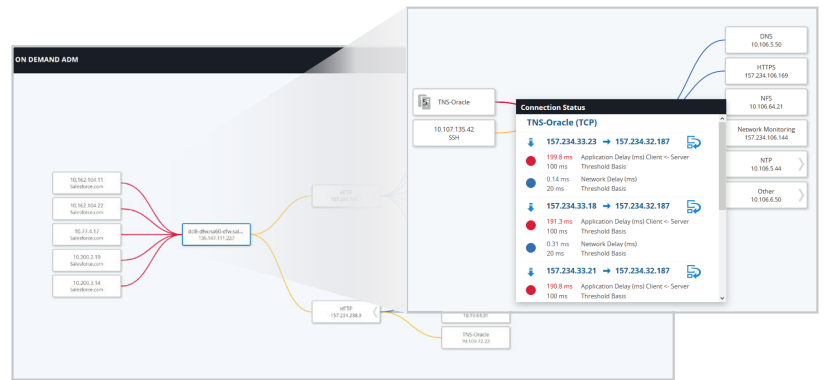 ON DEMAND ADM
10.162.104.11
Salesforce.com
10.162.104.22
Salesforce.com
10.77.4.17
Salesforce.com
10.200.2.19
Salesforce.com
10.200.3.14
Salesforce.com
136.147.111.227
HTTP
HTTP
157.234.238.3
TNS-Oracle
10.103.22.22
5
TNS-Oracle
10.107.135.42
SSH
DNS
10.106.5.50
HTTPS
157.234.106.169
NFS
10.106.64.21
Network Monitoring
157.234.106.144
NTP
10.106.5.44
Other
10.106.6.50
Connection Status
TNS-Oracle (TCP)
157.234.33.23 → 157.234.32.187
199.8 ms Application Delay (ms) Client <- Server
100 ms Threshold Basis
0.14 ms Network Delay (ms)
20 ms Threshold Basis
157.234.33.18 → 157.234.32.187
191.3 ms Application Delay (ms) Client <- Server
100 ms Threshold Basis
0.31 ms Network Delay (ms)
20 ms Threshold Basis
157.234.33.21 → 157.234.32.187
190.8 ms Application Delay (ms) Client <- Server
100 ms Threshold Basis